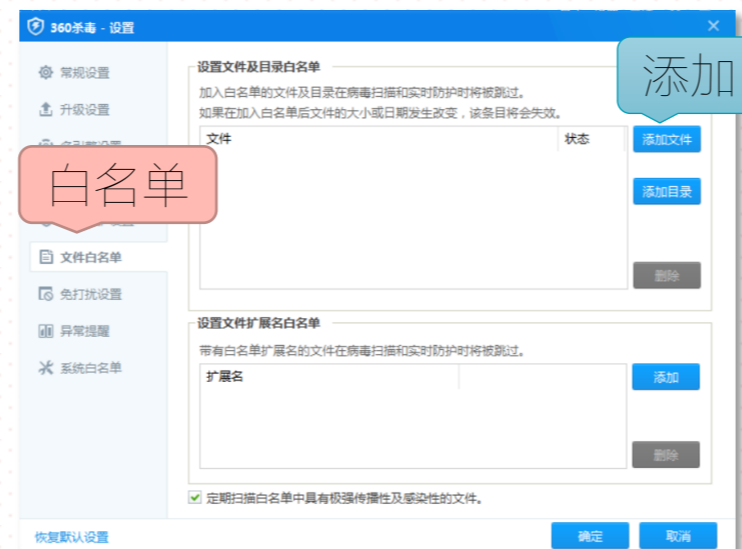 360杀毒 - 设置
常规设置
升级设置
白名单
文件白名单
免打扰设置
异常提醒
系统白名单
设置文件及目录白名单
加入白名单的文件及目录在病毒扫描和实时防护时将被跳过。
如果在加入白名单后文件的大小或日期发生改变，该条目将会失效。
添加
文件 状态
添加文件
添加目录
删除
设置文件扩展名白名单
带有白名单扩展名的文件在病毒扫描和实时防护时将被跳过。
扩展名
添加
删除
定期扫描白名单中具有极强传播性及感染性的文件。
恢复默认设置 确定 取消